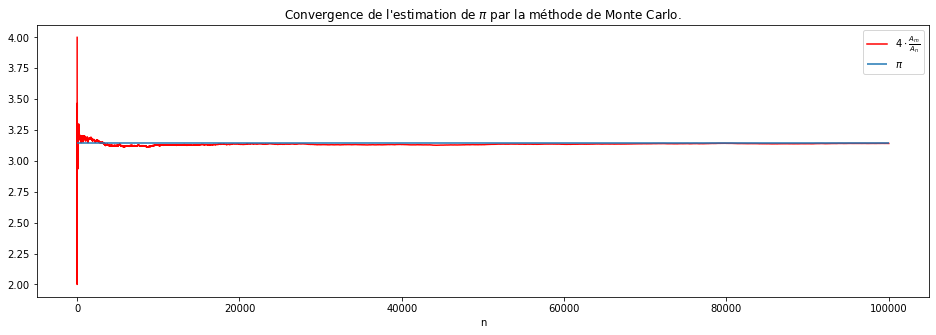 Convergence de l'estimation de π par la méthode de Monte Carlo.
4 · A_m/A_n
π
4.00
3.75
3.50
3.25
3.00
2.75
2.50
2.25
2.00
0 20000 40000 60000 80000 100000
n